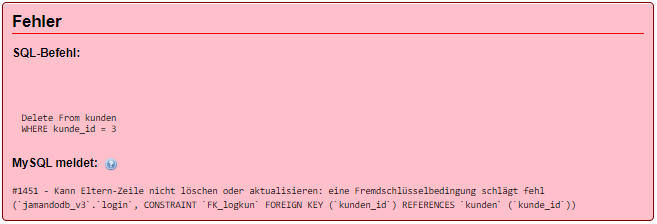 Fehler
SQL-Befehl:
Delete From kunden
WHERE kunde_id = 3
MySQL meldet:
#1451 - Kann Eltern-Zeile nicht löschen oder aktualisieren: eine Fremdschlüsselbedingung schlägt fehl
(`jamandodb_v3`.`login`, CONSTRAINT `FK_logkun` FOREIGN KEY (`kunden_id`) REFERENCES `kunden` (`kunde_id`))